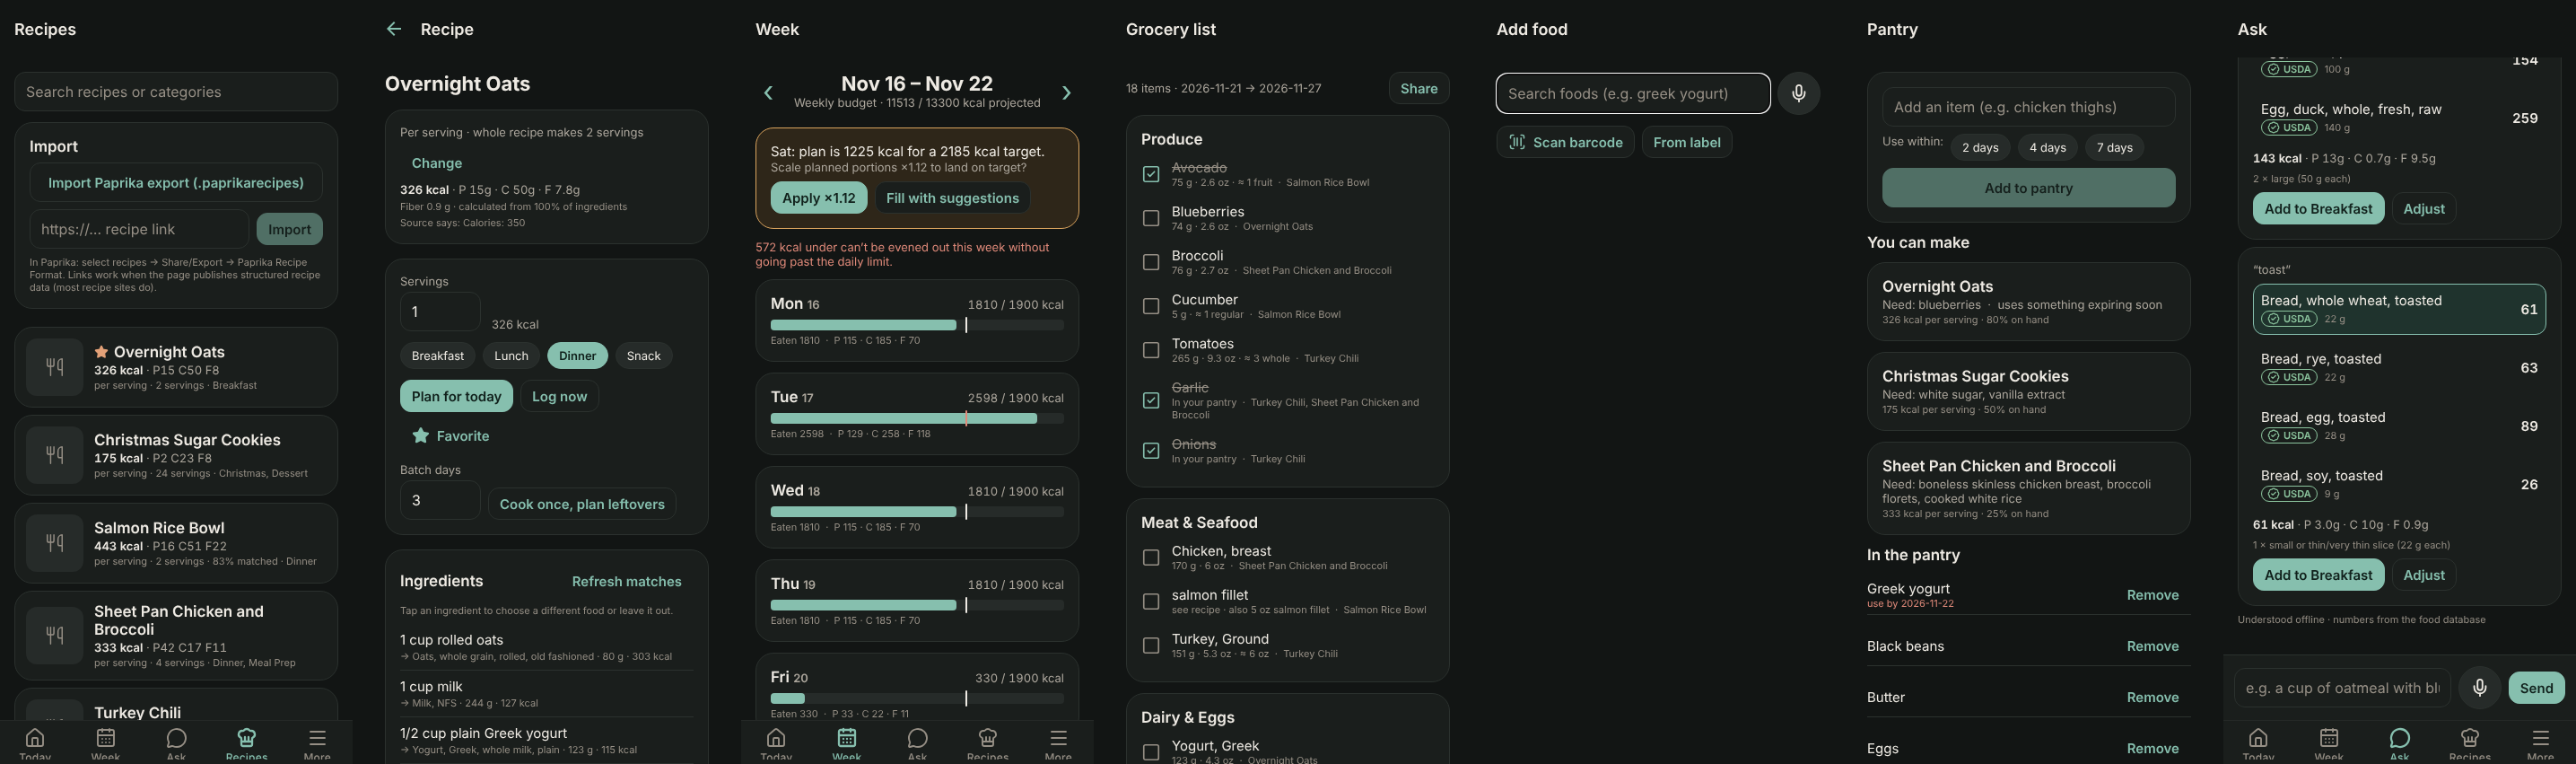 Recipes
Search recipes or categories
Import
Import Paprika export (.paprikarecipes)
https://... recipe link
Import
In Paprika: select recipes → Share/Export → Paprika Recipe
Format. Links work when the page publishes structured recipe
data (most recipe sites do).
Overnight Oats
326 kcal · P15 C50 F8
per serving · 2 servings · Breakfast
Christmas Sugar Cookies
175 kcal · P2 C23 F8
per serving · 24 servings · Christmas, Dessert
Salmon Rice Bowl
443 kcal · P16 C51 F22
per serving · 2 servings · 83% matched · Dinner
Sheet Pan Chicken and
Broccoli
333 kcal · P42 C17 F11
per serving · 4 servings · Dinner, Meal Prep
Turkey Chili
Today
Week
Ask
Recipes
More
Recipe
Overnight Oats
Per serving · whole recipe makes 2 servings
Change
326 kcal · P 15g · C 50g · F 7.8g
Fiber 0.9 g · calculated from 100% of ingredients
Source says: Calories: 350
Servings
1
326 kcal
Breakfast
Lunch
Dinner
Snack
Plan for today
Log now
Favorite
Batch days
3
Cook once, plan leftovers
Ingredients
Refresh matches
Tap an ingredient to choose a different food or leave it out.
1 cup rolled oats
→ Oats, whole grain, rolled, old fashioned · 80 g · 303 kcal
1 cup milk
→ Milk, NFS · 244 g · 127 kcal
1/2 cup plain Greek yogurt
→ Yogurt, Greek, whole milk, plain · 123 g · 115 kcal
Week
Nov 16 – Nov 22
Weekly budget · 11513 / 13300 kcal projected
Sat: plan is 1225 kcal for a 2185 kcal target.
Scale planned portions ×1.12 to land on target?
Apply ×1.12
Fill with suggestions
572 kcal under can't be evened out this week without
going past the daily limit.
Mon 16
1810 / 1900 kcal
Eaten 1810 · P 115 · C 185 · F 70
Tue 17
2598 / 1900 kcal
Eaten 2598 · P 129 · C 258 · F 118
Wed 18
1810 / 1900 kcal
Eaten 1810 · P 115 · C 185 · F 70
Thu 19
1810 / 1900 kcal
Eaten 1810 · P 115 · C 185 · F 70
Fri 20
330 / 1900 kcal
Eaten 330 · P 33 · C 22 · F 11
Today
Week
Ask
Recipes
More
Grocery list
18 items · 2026-11-21 → 2026-11-27
Share
Produce
Avocado
75 g · 2.6 oz · ≈ 1 fruit · Salmon Rice Bowl
Blueberries
74 g · 2.6 oz · Overnight Oats
Broccoli
76 g · 2.7 oz · Sheet Pan Chicken and Broccoli
Cucumber
5 g · ≈ 1 regular · Salmon Rice Bowl
Tomatoes
265 g · 9.3 oz · ≈ 3 whole · Turkey Chili
Garlic
In your pantry · Turkey Chili, Sheet Pan Chicken and
Broccoli
Onions
In your pantry · Turkey Chili
Meat & Seafood
Chicken, breast
170 g · 6 oz · Sheet Pan Chicken and Broccoli
salmon fillet
see recipe · also 5 oz salmon fillet · Salmon Rice Bowl
Turkey, Ground
151 g · 5.3 oz · ≈ 6 oz · Turkey Chili
Dairy & Eggs
Yogurt, Greek
123 g · 4.3 oz · Overnight Oats
Add food
Search foods (e.g. greek yogurt)
Scan barcode
From label
Pantry
Add an item (e.g. chicken thighs)
Use within:
2 days
4 days
7 days
Add to pantry
You can make
Overnight Oats
Need: blueberries · uses something expiring soon
326 kcal per serving · 80% on hand
Christmas Sugar Cookies
Need: white sugar, vanilla extract
175 kcal per serving · 50% on hand
Sheet Pan Chicken and Broccoli
Need: boneless skinless chicken breast, broccoli
florets, cooked white rice
333 kcal per serving · 25% on hand
In the pantry
Greek yogurt
use by 2026-11-22
Remove
Black beans
Remove
Butter
Remove
Eggs
Remove
Ask
154
USDA
100 g
Egg, duck, whole, fresh, raw
USDA
140 g
259
143 kcal · P 13g · C 0.7g · F 9.5g
2 × large (50 g each)
Add to Breakfast
Adjust
“toast”
Bread, whole wheat, toasted
USDA
22 g
61
Bread, rye, toasted
USDA
22 g
63
Bread, egg, toasted
USDA
28 g
89
Bread, soy, toasted
USDA
9 g
26
61 kcal · P 3.0g · C 10g · F 0.9g
1 × small or thin/very thin slice (22 g each)
Add to Breakfast
Adjust
Understood offline · numbers from the food database
e.g. a cup of oatmeal with bl
Send
Today
Week
Ask
Recipes
More